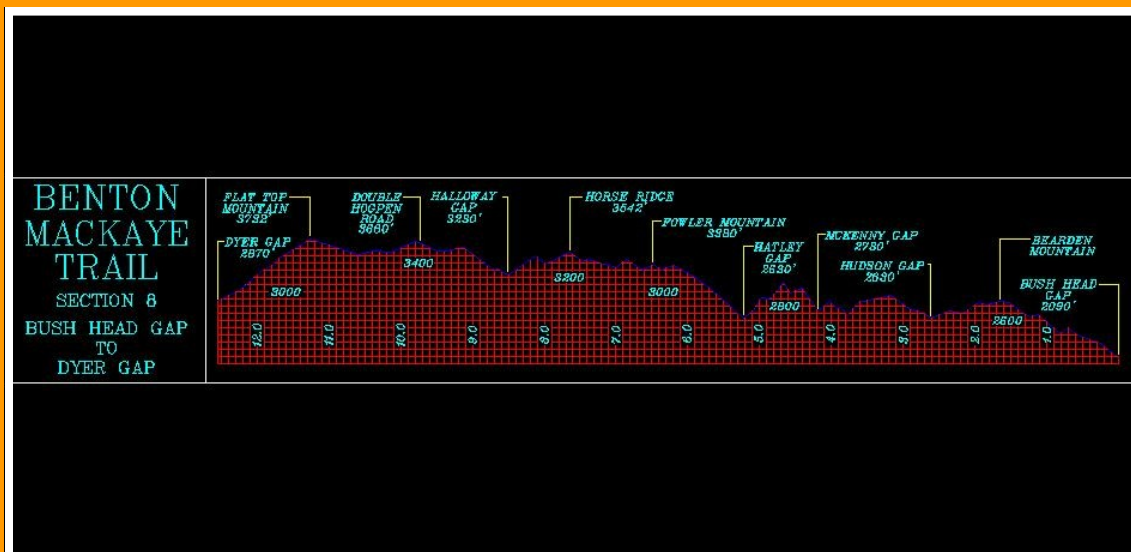 BENTON
MACKAYE
TRAIL
SECTION 8
BUSH HEAD GAP
TO
DYER GAP
DYER GAP
2870'
FLAT TOP
MOUNTAIN
3732'
DOUBLE
HOGPEN
ROAD
3660'
HALLOWAY
GAP
3230'
HORSE RIDGE
3542'
FOWLER MOUNTAIN
3380'
HATLEY
GAP
2630'
MCKENNY GAP
2730'
HUDSON GAP
2630'
BEARDEN
MOUNTAIN
BUSH HEAD
GAP
2090'
3000
3400
3200
3000
2800
2600
12.0
11.0
10.0
9.0
8.0
7.0
6.0
5.0
4.0
3.0
2.0
1.0